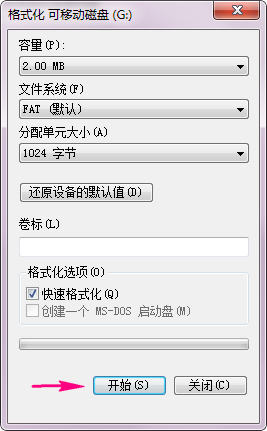 格式化 可移动磁盘 (G:)
容量(P):
2.00 MB
文件系统(F)
FAT (默认)
分配单元大小(A)
1024 字节
还原设备的默认值(D)
卷标(L)
格式化选项(O)
快速格式化(Q)
创建一个 MS-DOS 启动盘(M)
开始(S)
关闭(C)